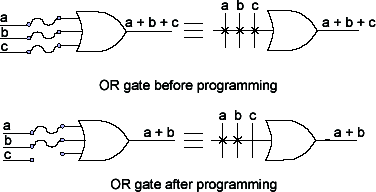 a b c a + b + c a b c a + b + c
OR gate before programming
a b c a + b a b c a + b
OR gate after programming